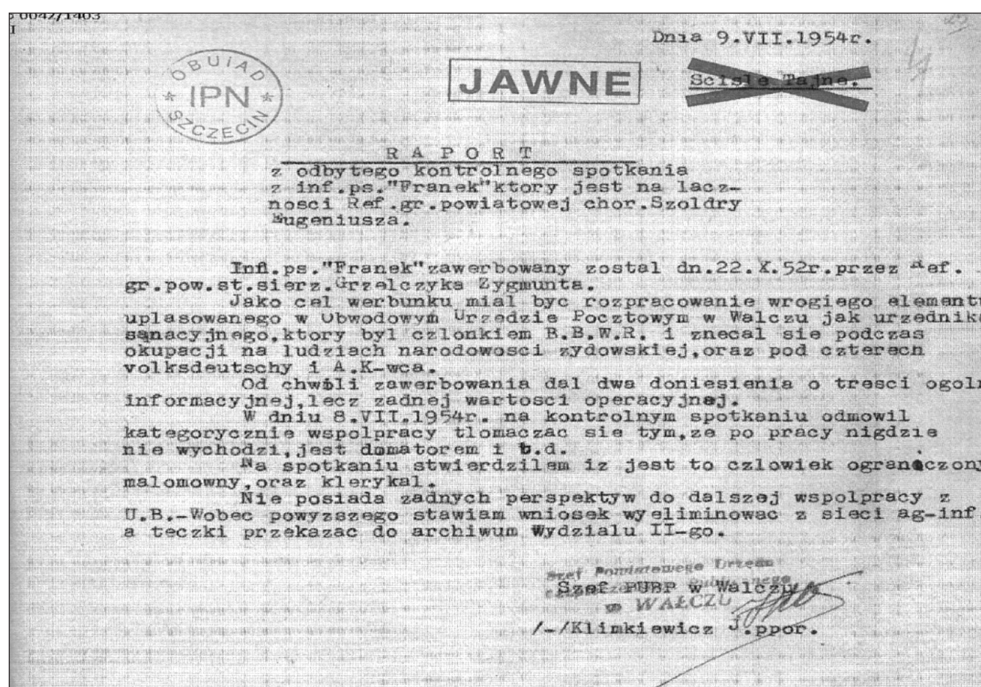 0042/1403
Dnia 9.VII.1954r.
OBUIAD
IPN
SZCZECIN
JAWNE
Scisle Tajne.
R A P O R T
z odbytego kontrolnego spotkania
z inf.ps."Franek"ktory jest na lacz-
nosci Ref.gr.powiatowej chor.Szoldry
Eugeniusza.
Inf.ps."Franek"zawerbowany zostal dn.22.X.52r.przez Ref.
gr.pow.st.sierz.Grzelczyka Zygmunta.
Jako cel werbunku mial byc rozpracowanie wrogiego elementu
uplasowanego w Obwodowym Urzedzie Pocztowym w Walczu jak urzednika
sanacyjnego,ktory byl czlonkiem B.B.W.R. i znecal sie podczas
okupacji na ludziach narodowosci zydowskiej,oraz pod czterech
volksdeutschy i A.K-wca.
Od chwili zawerbowania dal dwa doniesienia o tresci ogoln
informacyjnej,lecz zadnej wartosci operacyjnej.
W dniu 8.VII.1954r. na kontrolnym spotkaniu odmowil
kategorycznie wspolpracy tlomaczac sie tym,ze po pracy nigdzie
nie wychodzi,jest domatorem i t.d.
Na spotkaniu stwierdzilem iz jest to czlowiek ograniczony
malomowny,oraz klerykal.
Nie posiada zadnych perspektyw do dalszej wspolpracy z
U.B.-Wobec powyzszego stawiam wniosek wyeliminowac z sieci ag-inf.
a teczki przekazac do archiwum Wydzialu II-go.
Szef Powiatowego Urzedu
Publicznego
Szef PUBP w Walczu
w WAŁCZU
/-/Klimkiewicz J.ppor.